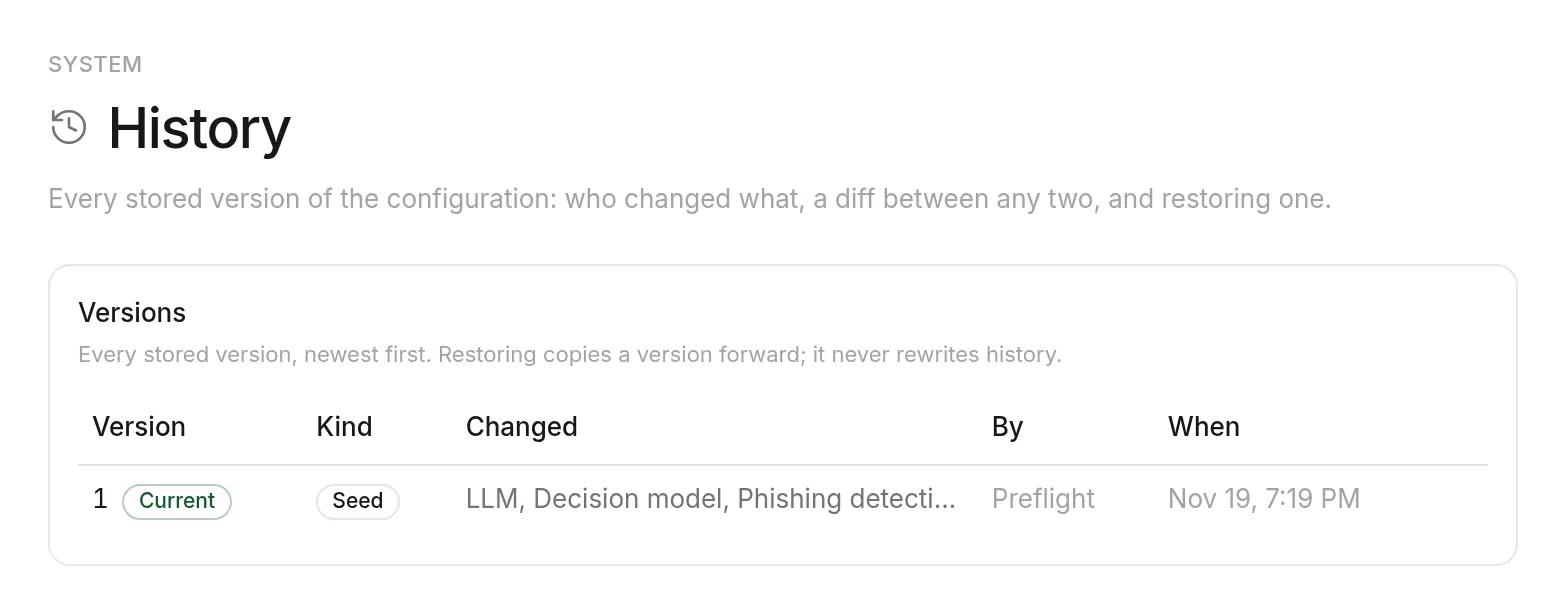 SYSTEM
History
Every stored version of the configuration: who changed what, a diff between any two, and restoring one.
Versions
Every stored version, newest first. Restoring copies a version forward; it never rewrites history.
Version Kind Changed By When
1 Current Seed LLM, Decision model, Phishing detecti... Preflight Nov 19, 7:19 PM